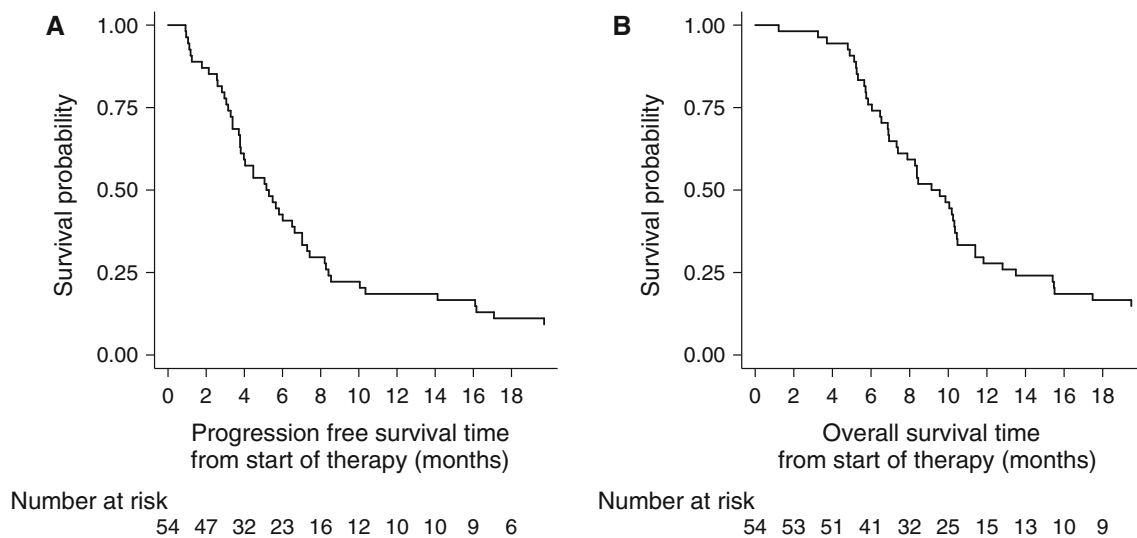 A
1.00
0.75
0.50
0.25
0.00
Survival probability
0 2 4 6 8 10 12 14 16 18
Progression free survival time
from start of therapy (months)
Number at risk
54 47 32 23 16 12 10 10 9 6
B
1.00
0.75
0.50
0.25
0.00
Survival probability
0 2 4 6 8 10 12 14 16 18
Overall survival time
from start of therapy (months)
Number at risk
54 53 51 41 32 25 15 13 10 9